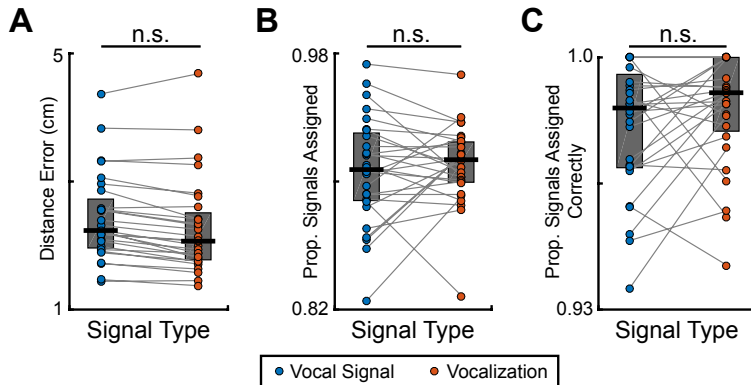 A
n.s.
5
Distance Error (cm)
1
Signal Type
B
n.s.
0.98
Prop. Signals Assigned
0.82
Signal Type
C
n.s.
1.0
Prop. Signals Assigned
Correctly
0.93
Signal Type
Vocal Signal
Vocalization